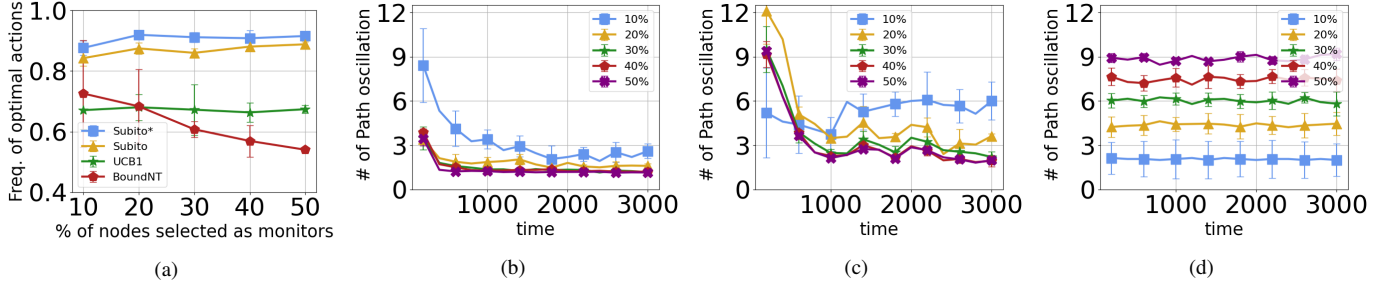 Freq. of optimal actions
1.0
0.8
0.6
0.4
Subito*
Subito
UCB1
BoundNT
10 20 30 40 50
% of nodes selected as monitors
(a)
# of Path oscillation
12
9
6
3
0
10%
20%
30%
40%
50%
1000 2000 3000
time
(b)
# of Path oscillation
12
9
6
3
0
10%
20%
30%
40%
50%
1000 2000 3000
time
(c)
# of Path oscillation
12
9
6
3
0
10%
20%
30%
40%
50%
1000 2000 3000
time
(d)